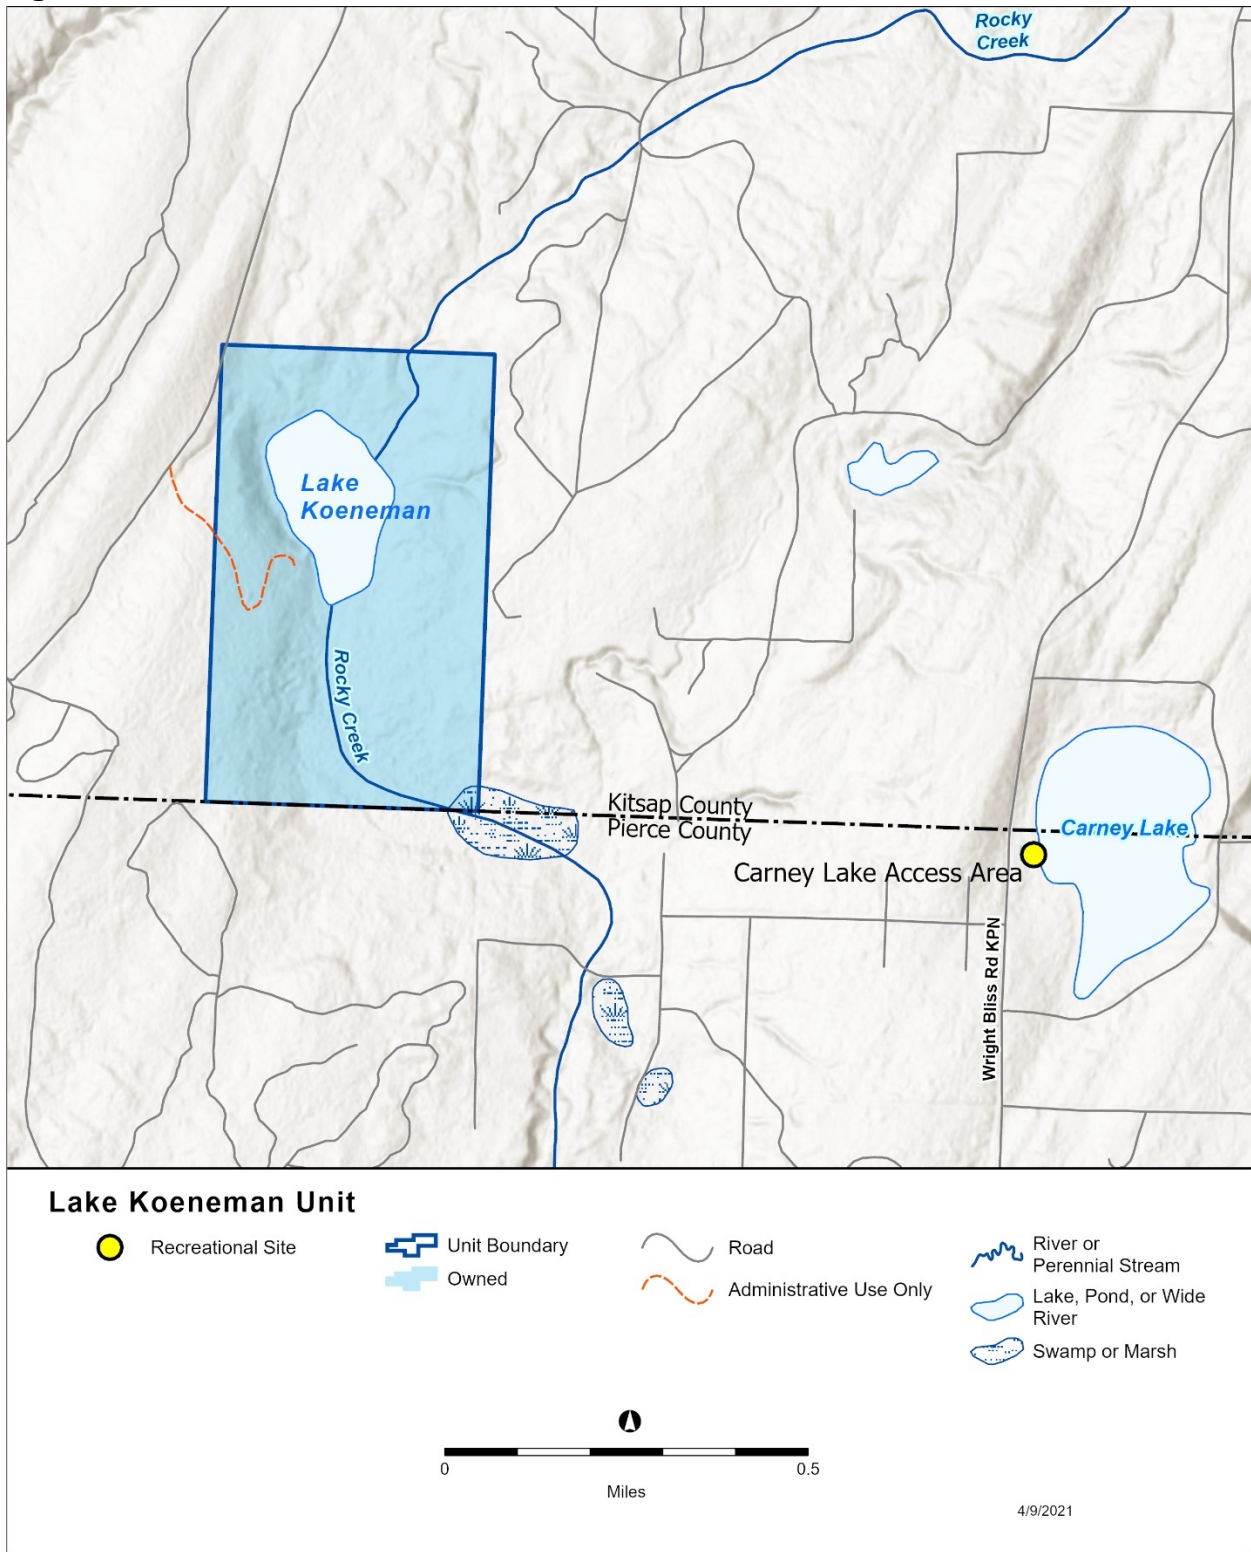 Rocky
Creek
Lake
Koeneman
Rocky Creek
Kitsap County
Pierce County
Carney Lake
Carney Lake Access Area
Wright Bliss Rd KPN
Lake Koeneman Unit
Recreational Site
Unit Boundary
Owned
Road
Administrative Use Only
River or
Perennial Stream
Lake, Pond, or Wide
River
Swamp or Marsh
0
0.5
Miles
4/9/2021